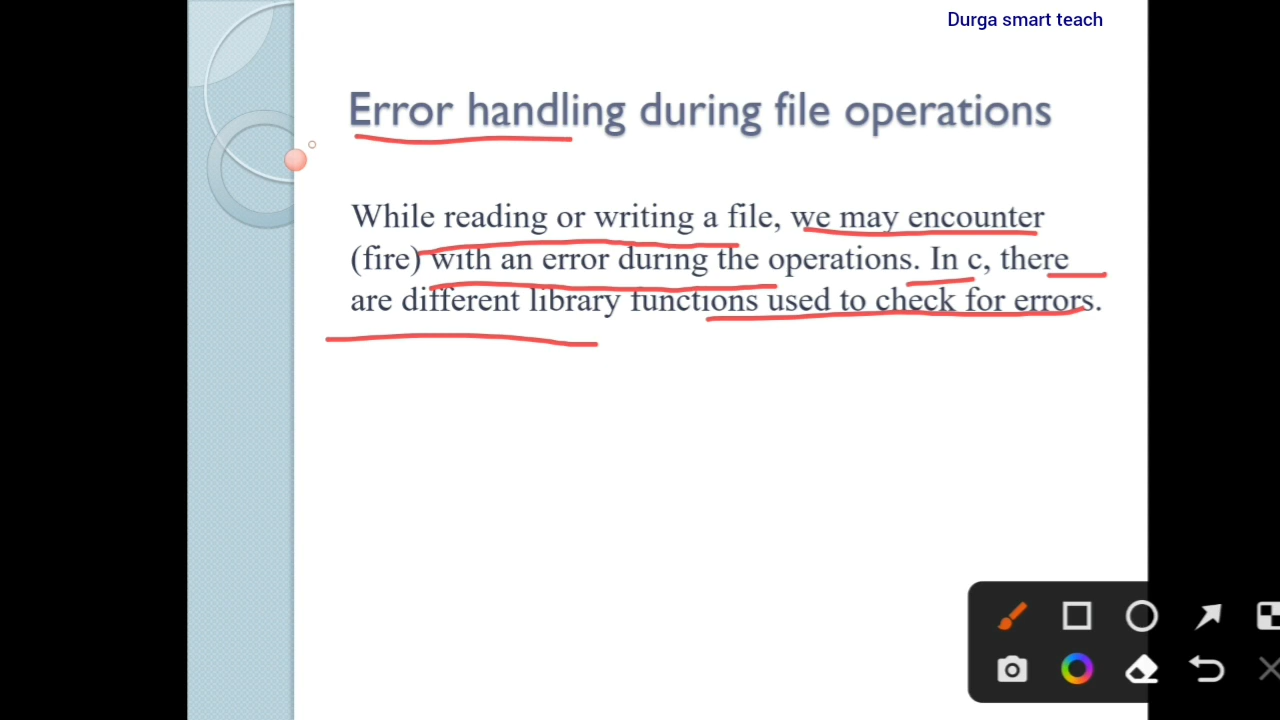 Durga smart teach
Error handling during file operations
While reading or writing a file, we may encounter
(fire) with an error during the operations. In c, there
are different library functions used to check for errors.